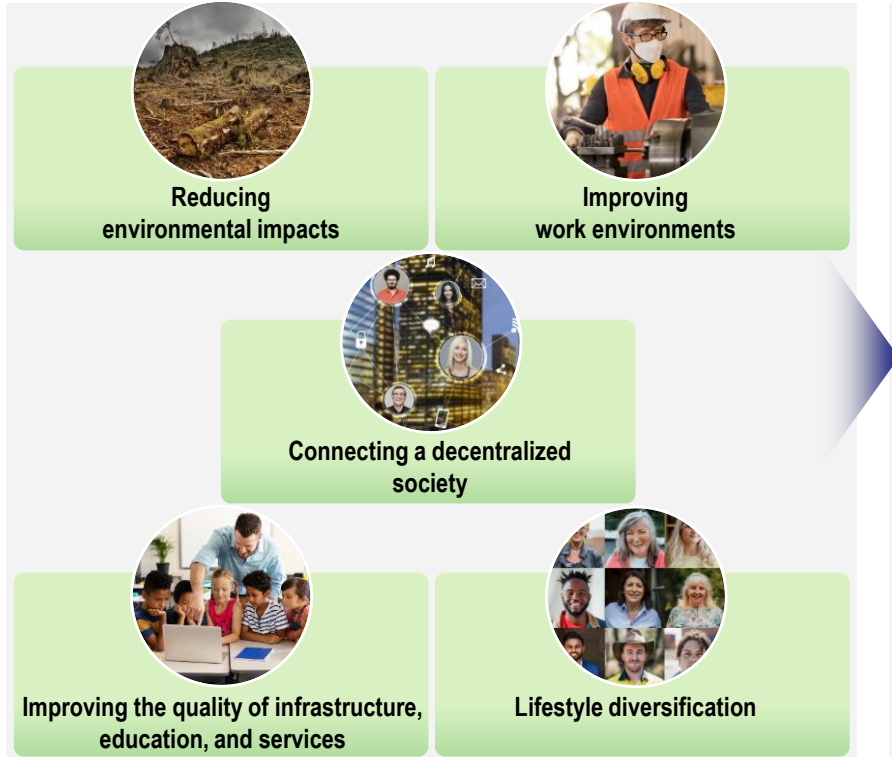 Reducing
environmental impacts
Improving
work environments
Connecting a decentralized
society
Improving the quality of infrastructure,
education, and services
Lifestyle diversification